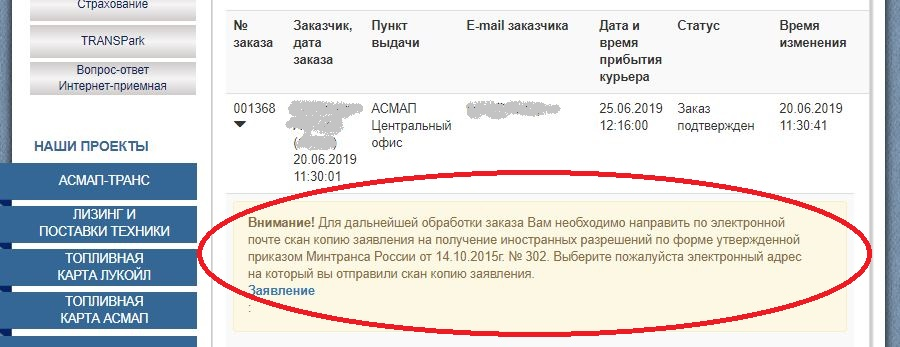 Страхование
TRANSPark
Вопрос-ответ
Интернет-приемная
НАШИ ПРОЕКТЫ
АСМАП-ТРАНС
ЛИЗИНГ И
ПОСТАВКИ ТЕХНИКИ
ТОПЛИВНАЯ
КАРТА ЛУКОЙЛ
ТОПЛИВНАЯ
КАРТА АСМАП
№
заказа
Заказчик,
дата
заказа
Пункт
выдачи
E-mail заказчика
Дата и
время
прибытия
курьера
Статус
Время
изменения
001368
20.06.2019
11:30:01
АСМАП
Центральный
офис
25.06.2019
12:16:00
Заказ
подтвержден
20.06.2019
11:30:41
Внимание! Для дальнейшей обработки заказа Вам необходимо направить по электронной
почте скан копию заявления на получение иностранных разрешений по форме утвержденной
приказом Минтранса России от 14.10.2015г. № 302. Выберите пожалуйста электронный адрес
на который вы отправили скан копию заявления.
Заявление
: